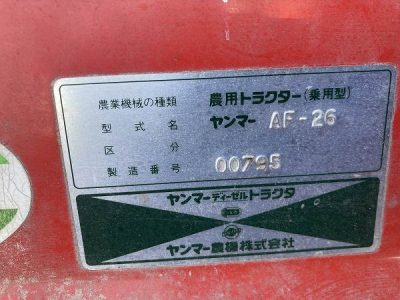 農業機械の種類 農用トラクター(乗用型)
型式名 ヤンマー AF-26
区分
製造番号 00795
ヤンマーディーゼルトラクタ
ヤンマー農機株式会社